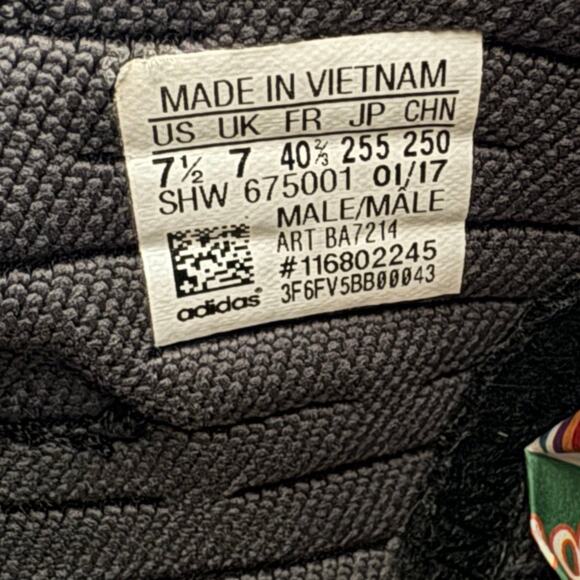 MADE IN VIETNAM
US UK FR JP CHN
7½ 7 40⅔ 255 250
SHW 675001 01/17
MALE/MÂLE
ART BA7214
#116802245
3F6FV5BB00043
adidas®